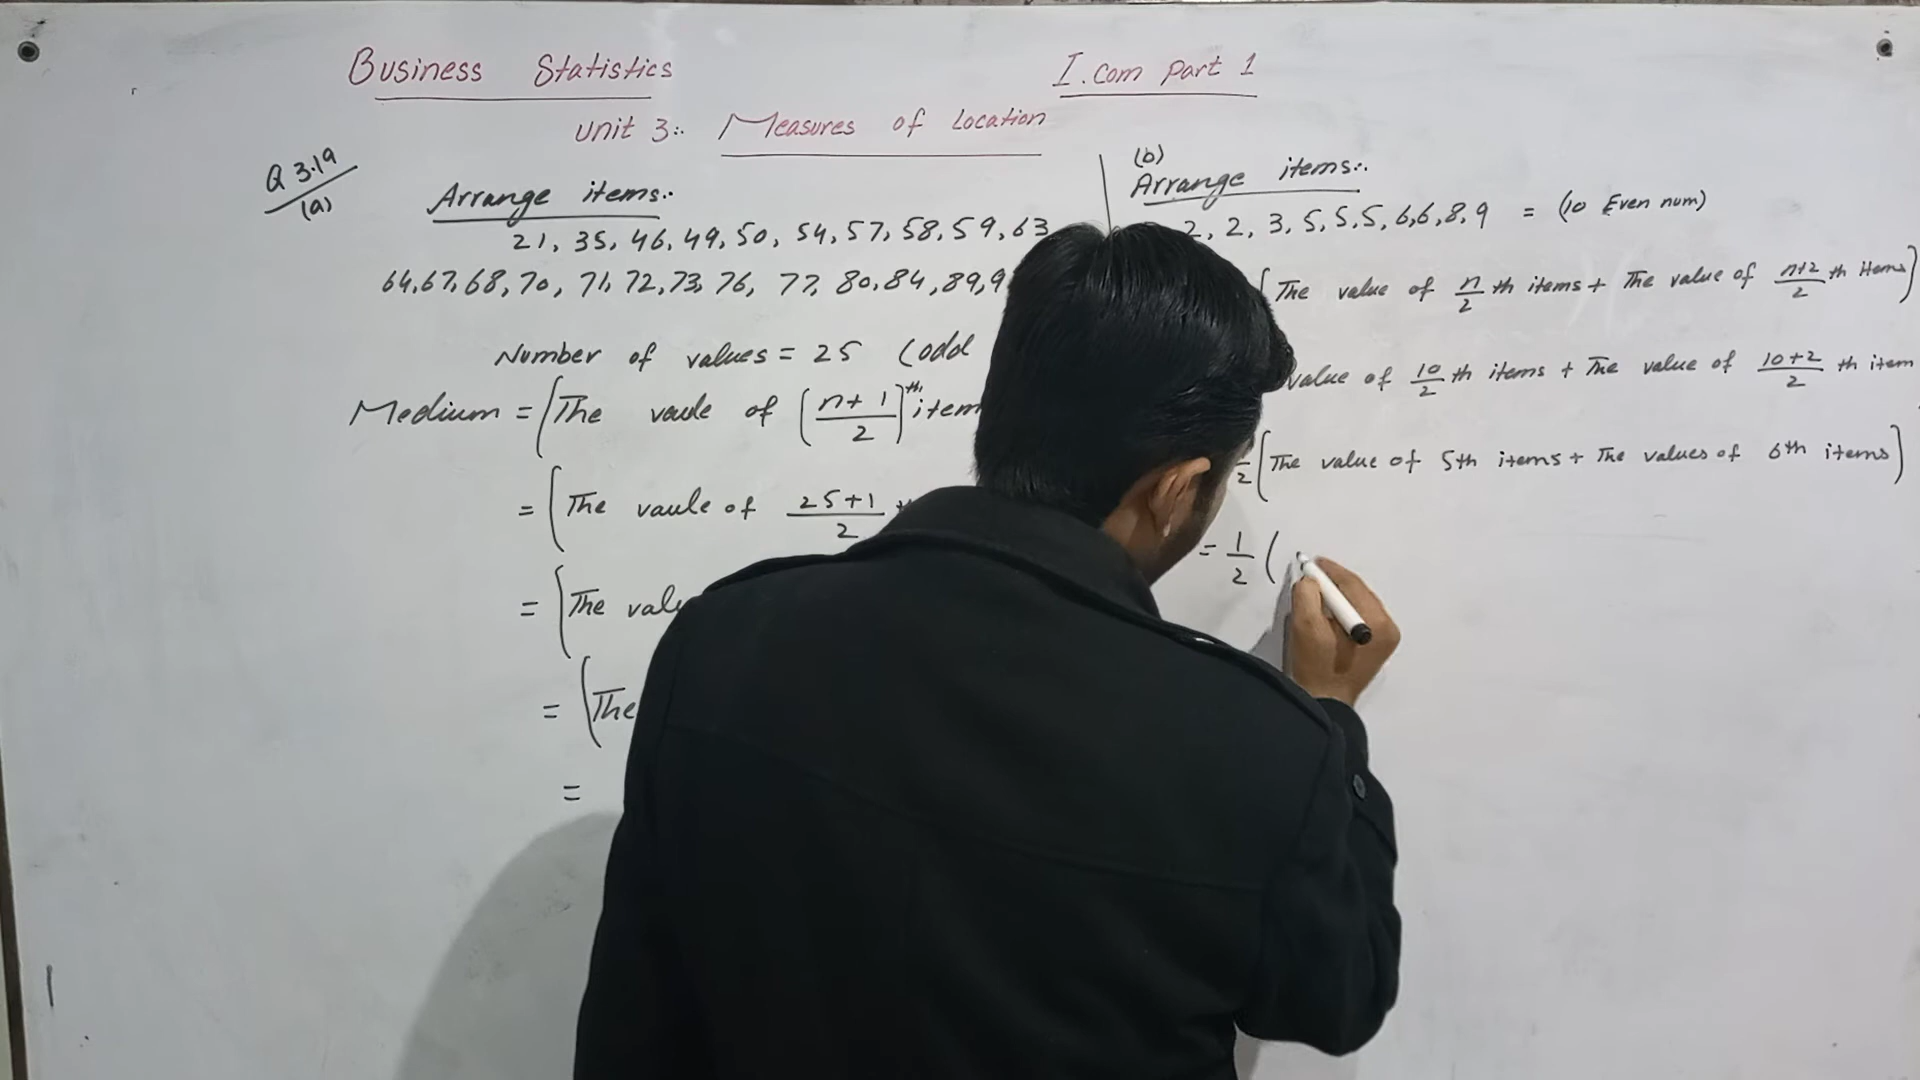 Business Statistics
I.Com Part 1
Unit 3:. Measures of Location
Q 3.19
(a)
Arrange items:.
21, 35, 46, 49, 50, 54, 57, 58, 59, 63
64, 67, 68, 70, 71, 72, 73, 76, 77, 80, 84, 89, 9
Number of values = 25 (odd
Medium = (The vaule of (n+1/2)th item
= (The vaule of 25+1/2
= (The valu
= (The
=
(b)
Arrange items:.
2, 2, 3, 5, 5, 5, 6, 6, 8, 9 = (10 Even num)
[The value of n/2 th items + The value of n+2/2 th items]
value of 10/2 th items + The value of 10+2/2 th item
2 [The value of 5th items + The values of 6th items]
= 1/2 (